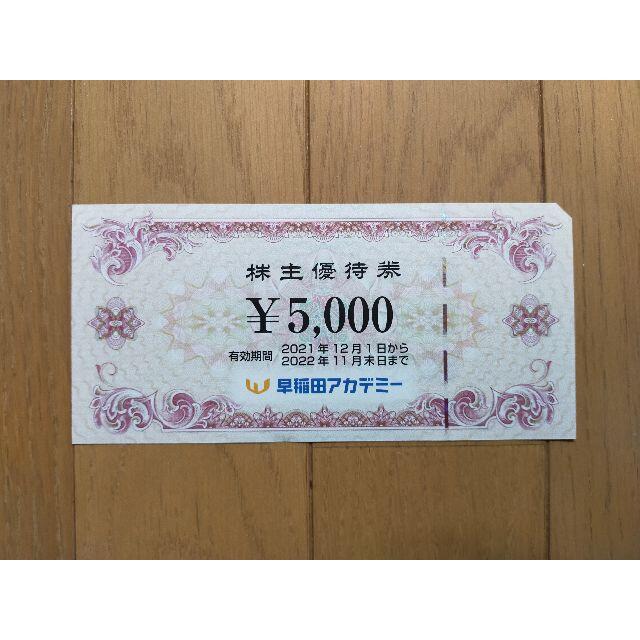 株主優待券
¥5,000
有効期間 2021年12月1日から
2022年11月末日まで
早稲田アカデミー